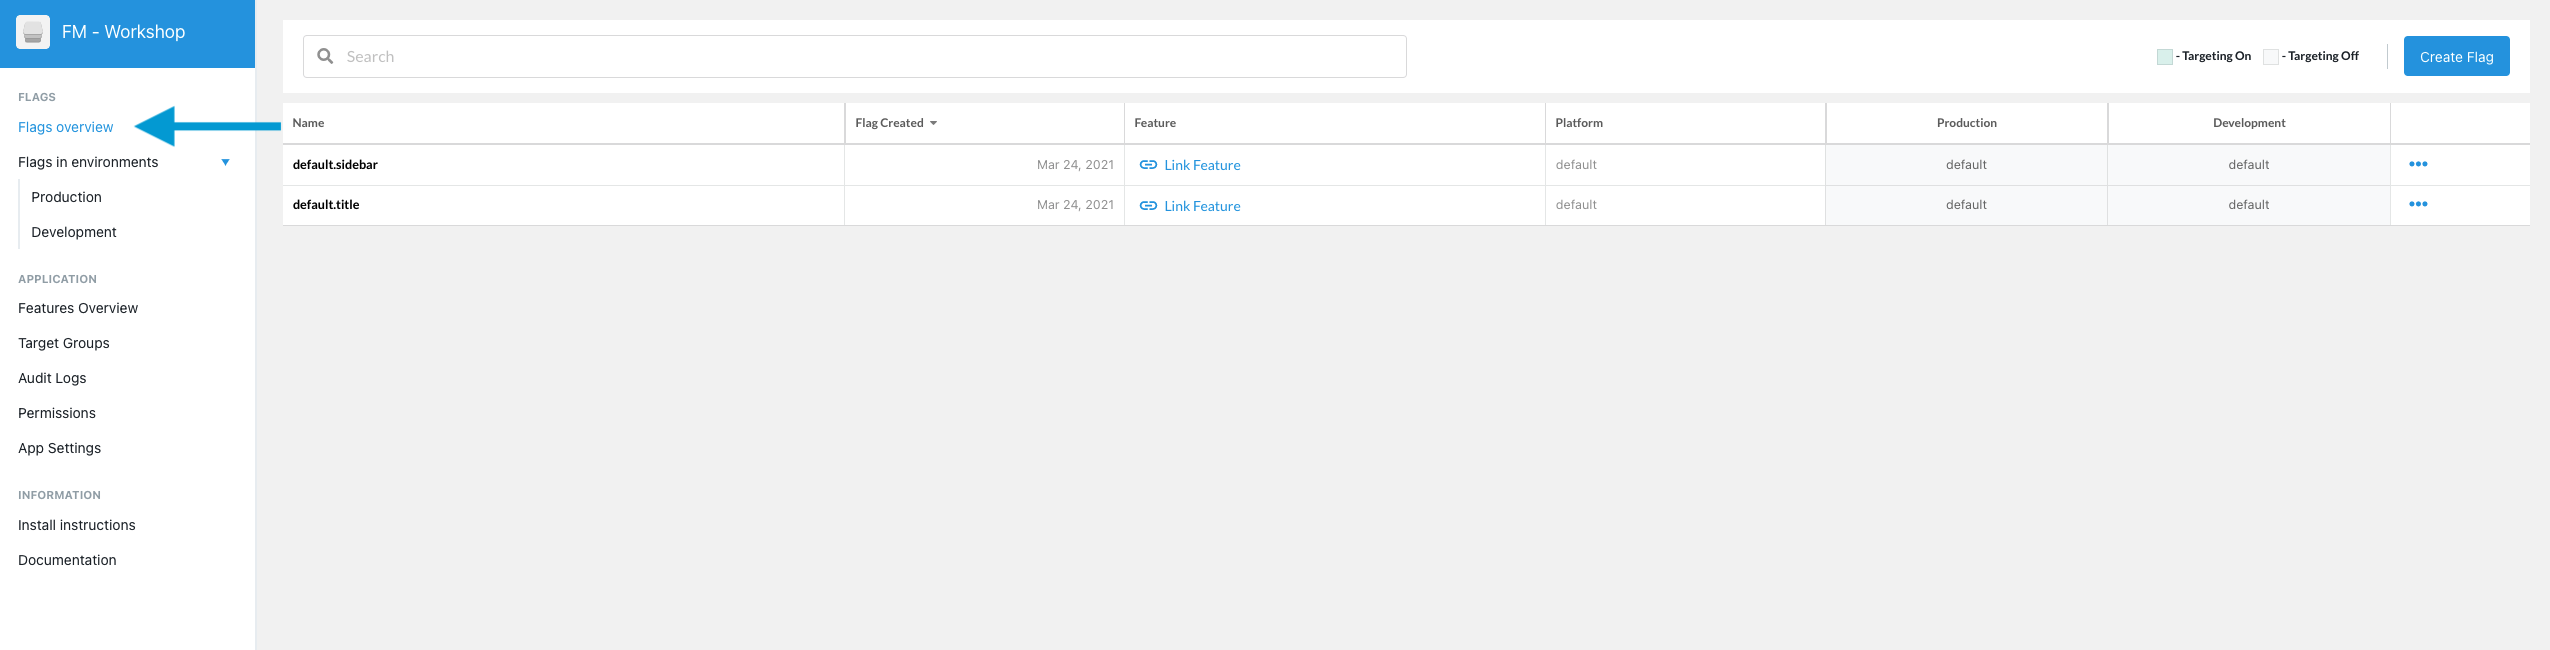 FM - Workshop
FLAGS
Flags overview
Flags in environments
Production
Development
APPLICATION
Features Overview
Target Groups
Audit Logs
Permissions
App Settings
INFORMATION
Install instructions
Documentation
Search
- Targeting On - Targeting Off Create Flag
Name Flag Created Feature Platform Production Development
default.sidebar Mar 24, 2021 Link Feature default default default
default.title Mar 24, 2021 Link Feature default default default